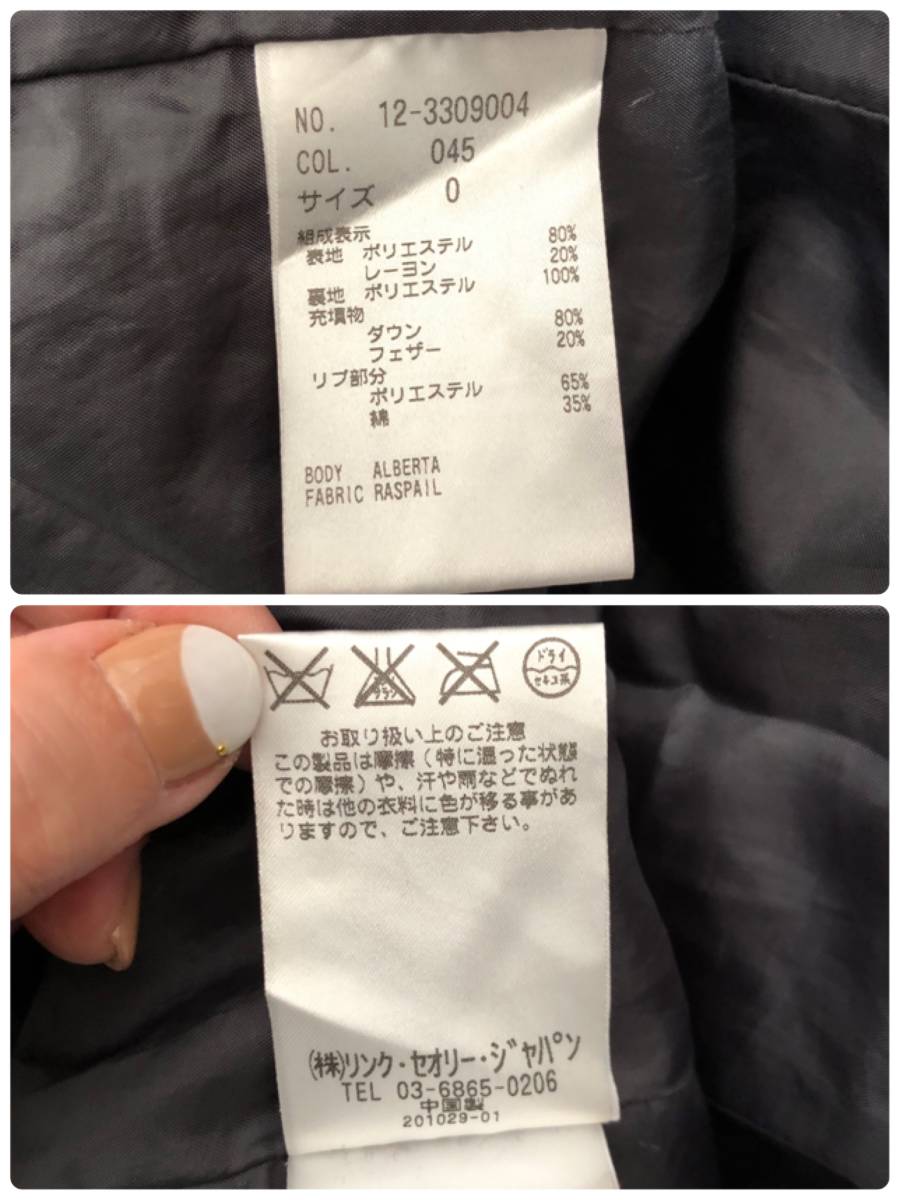 NO. 12-3309004
COL. 045
サイズ 0
組成表示
表地 ポリエステル 80%
レーヨン 20%
裏地 ポリエステル 100%
充填物
ダウン 80%
フェザー 20%
リブ部分
ポリエステル 65%
綿 35%
BODY ALBERTA
FABRIC RASPAIL
ドライ
セキユ系
お取り扱い上のご注意
この製品は摩擦(特に湿った状態
での摩擦)や、汗や雨などでぬれ
た時は他の衣料に色が移る事があ
りますので、ご注意下さい。
(株)リンク・セオリー・ジャパン
TEL 03-6865-0206
中国製
201029-01